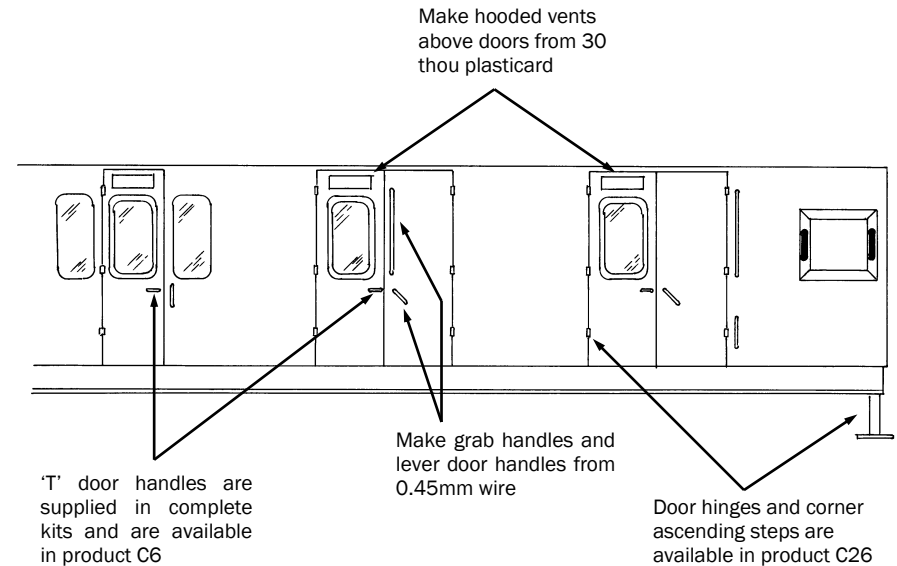 Make hooded vents
above doors from 30
thou plasticard
Make grab handles and
lever door handles from
0.45mm wire
‘T’ door handles are
supplied in complete
kits and are available
in product C6
Door hinges and corner
ascending steps are
available in product C26